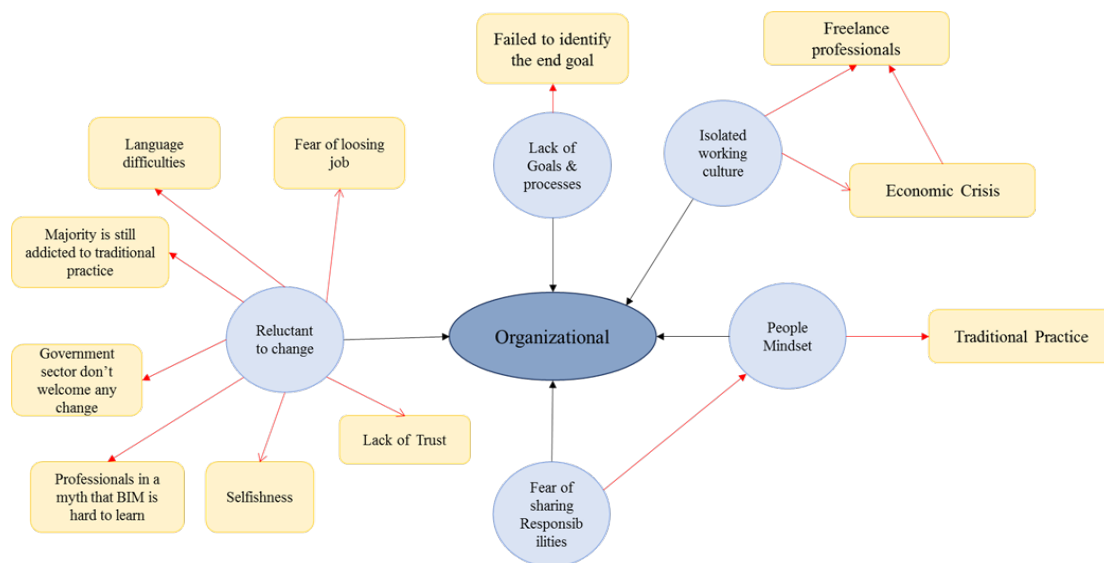 Failed to identify
the end goal
Freelance
professionals
Language
difficulties
Fear of loosing
job
Lack of
Goals &
processes
Isolated
working
culture
Economic Crisis
Majority is still
addicted to traditional
practice
Reluctant
to change
Organizational
People
Mindset
Traditional Practice
Government
sector don’t
welcome any
change
Lack of Trust
Professionals in a
myth that BIM is
hard to learn
Selfishness
Fear of
sharing
Responsib
ilities